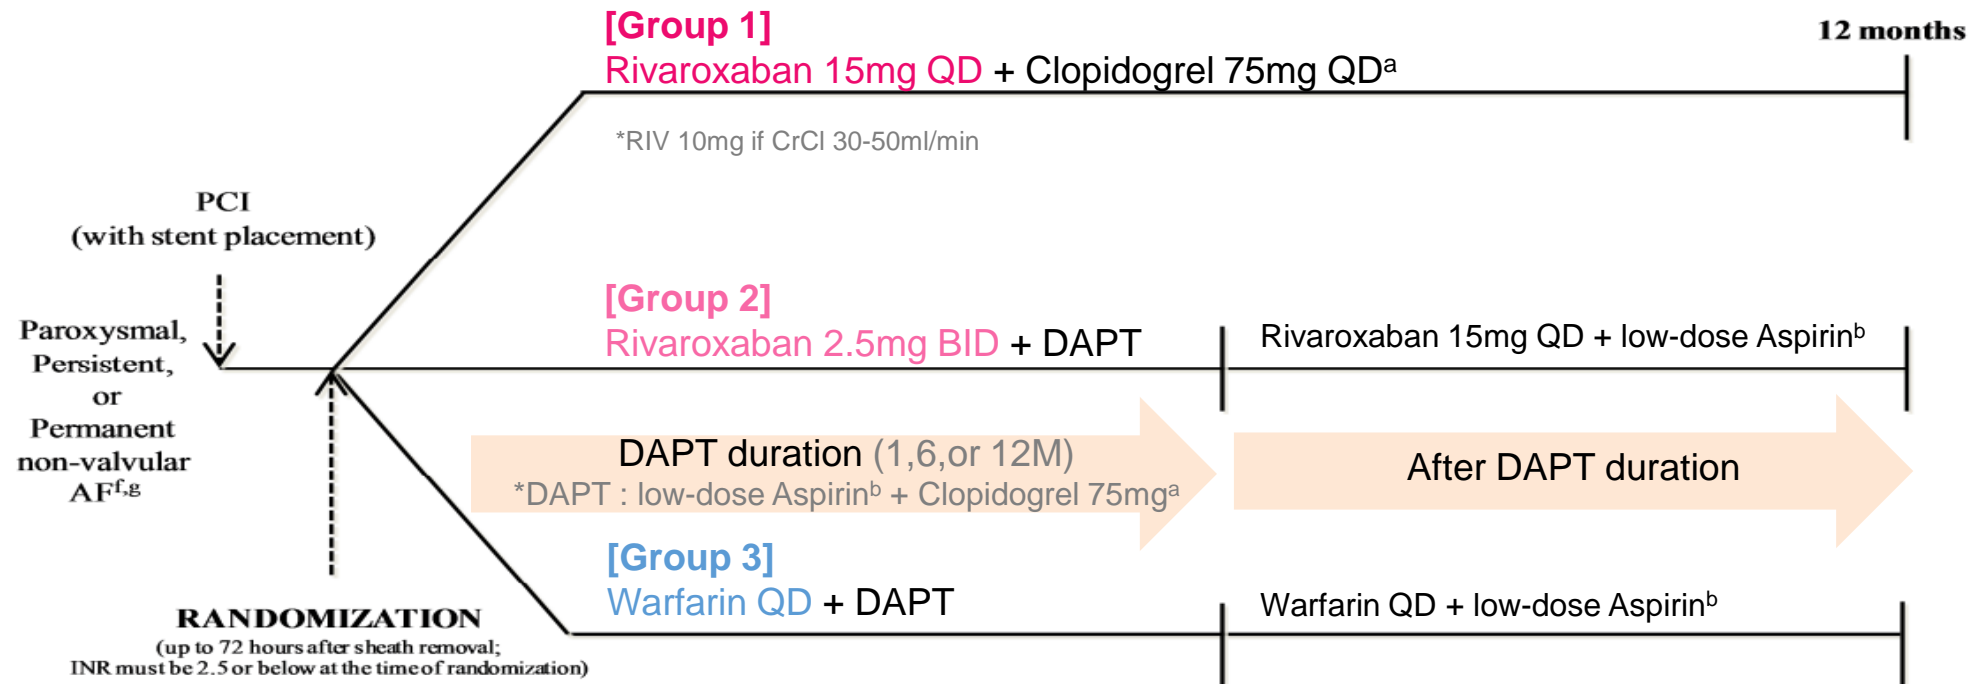 [Group 1]
Rivaroxaban 15mg QD + Clopidogrel 75mg QDᵃ
12 months
*RIV 10mg if CrCl 30-50ml/min
PCI
(with stent placement)
[Group 2]
Rivaroxaban 2.5mg BID + DAPT
Rivaroxaban 15mg QD + low-dose Aspirinᵇ
Paroxysmal,
Persistent,
or
Permanent
non-valvular
AFᶠ,ᵍ
DAPT duration (1,6,or 12M)
*DAPT : low-dose Aspirinᵇ + Clopidogrel 75mgᵃ
After DAPT duration
[Group 3]
Warfarin QD + DAPT
Warfarin QD + low-dose Aspirinᵇ
RANDOMIZATION
(up to 72 hours after sheath removal;
INR must be 2.5 or below at the time of randomization)